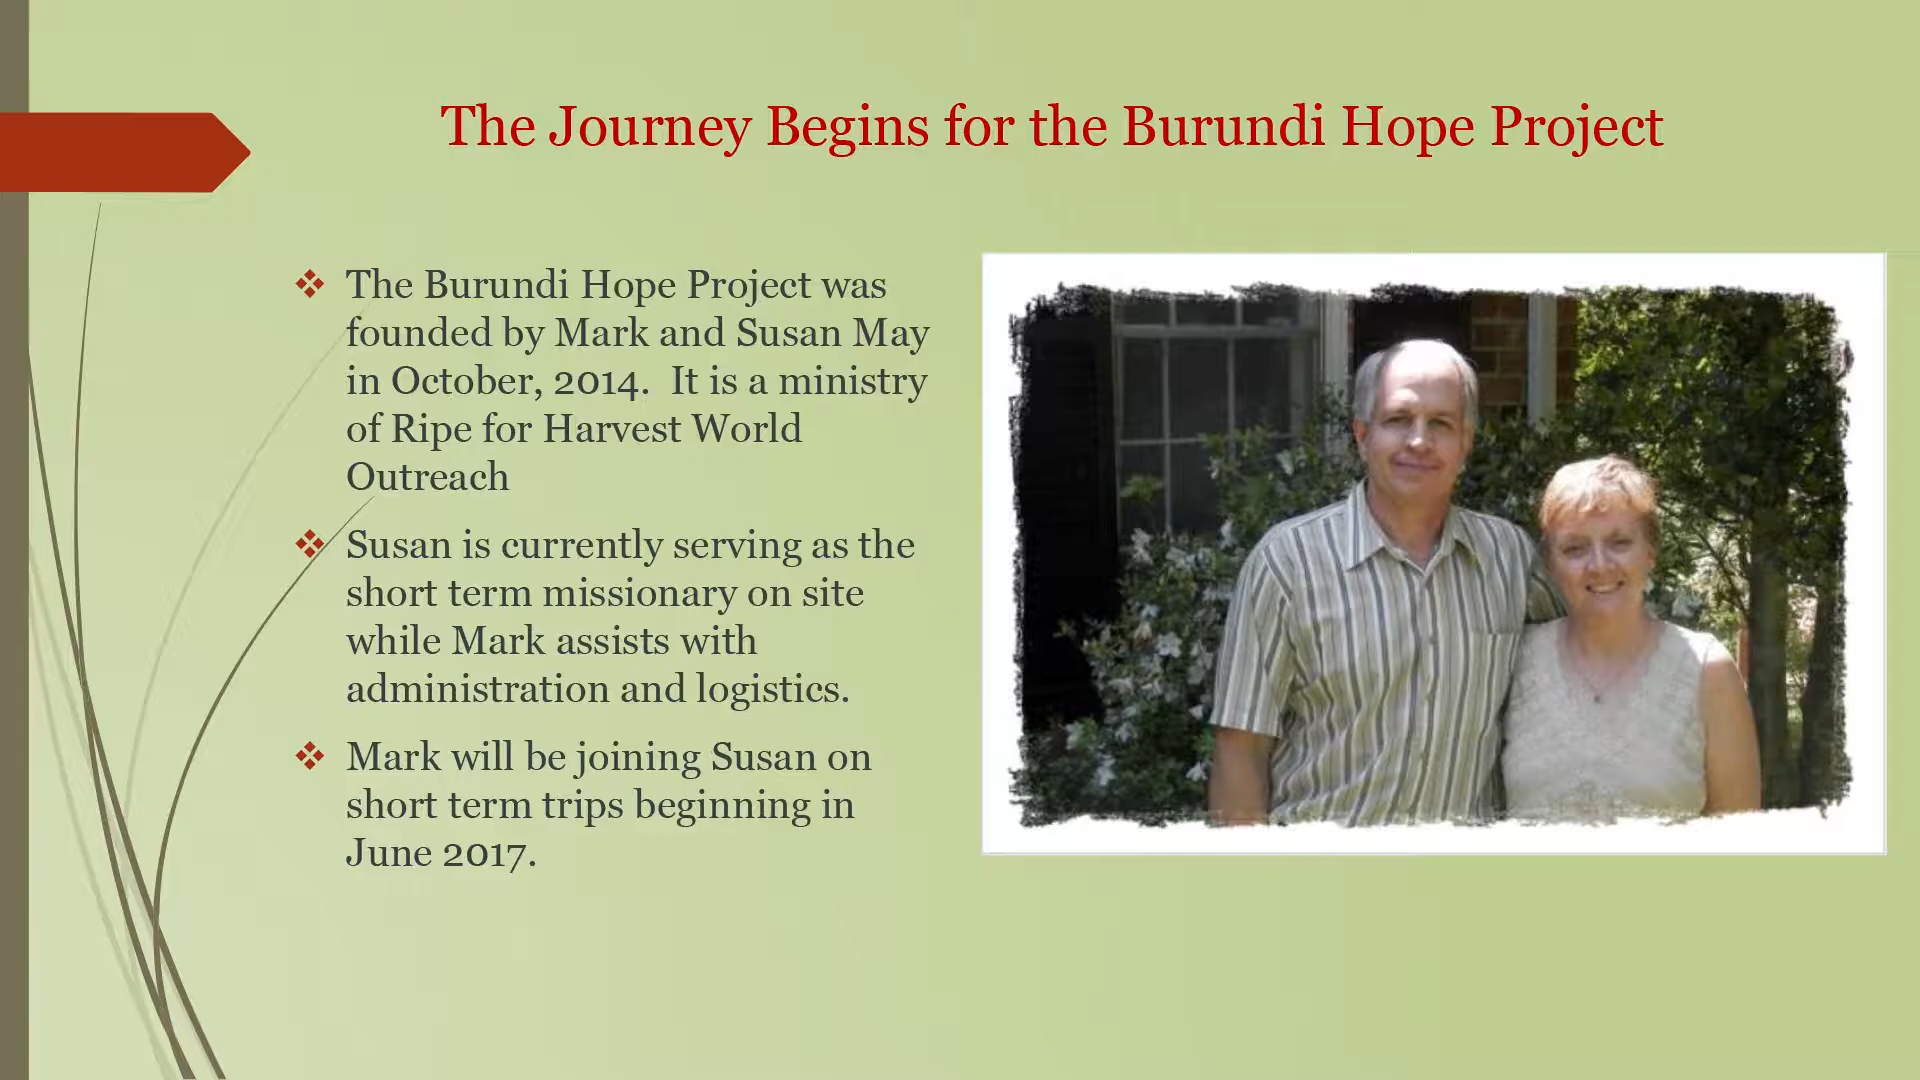 The Journey Begins for the Burundi Hope Project
The Burundi Hope Project was
founded by Mark and Susan May
in October, 2014.  It is a ministry
of Ripe for Harvest World
Outreach
Susan is currently serving as the
short term missionary on site
while Mark assists with
administration and logistics.
Mark will be joining Susan on
short term trips beginning in
June 2017.